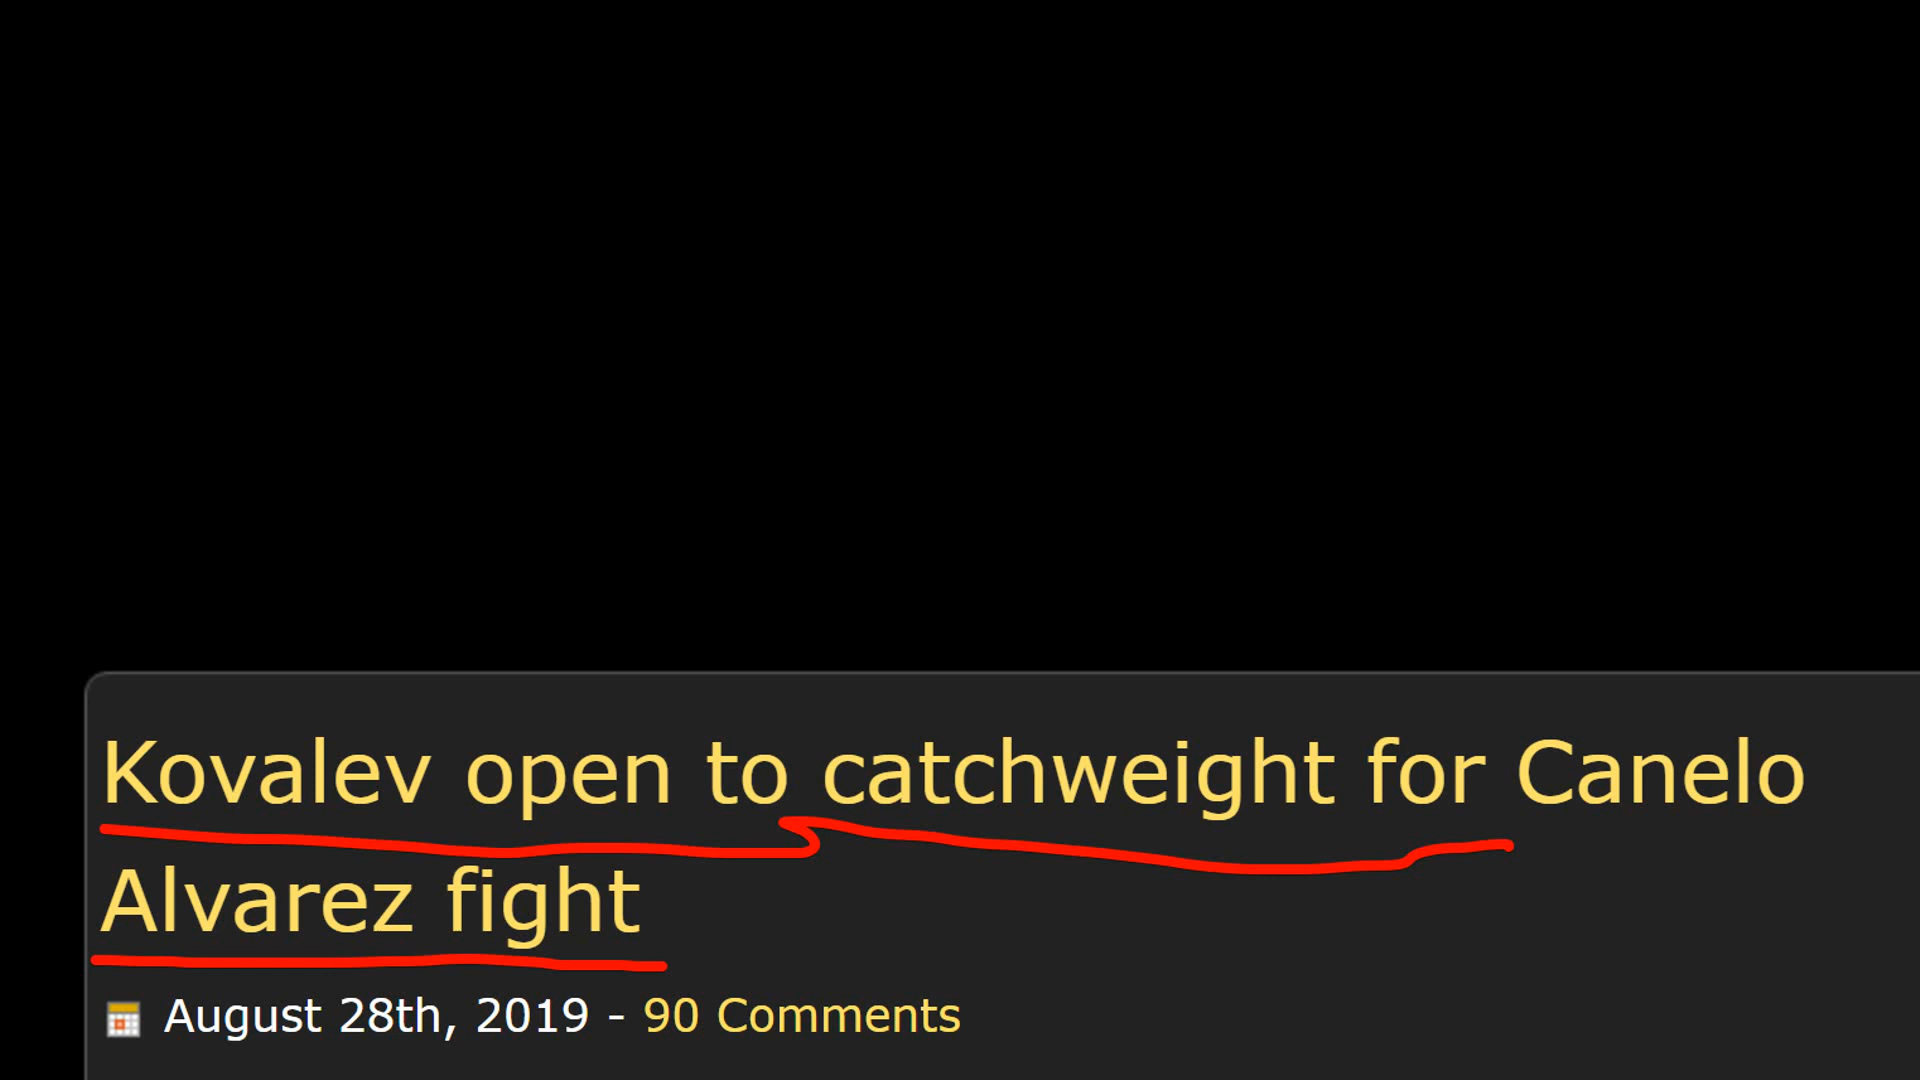 Kovalev open to catchweight for Canelo
Alvarez fight
August 28th, 2019 - 90 Comments